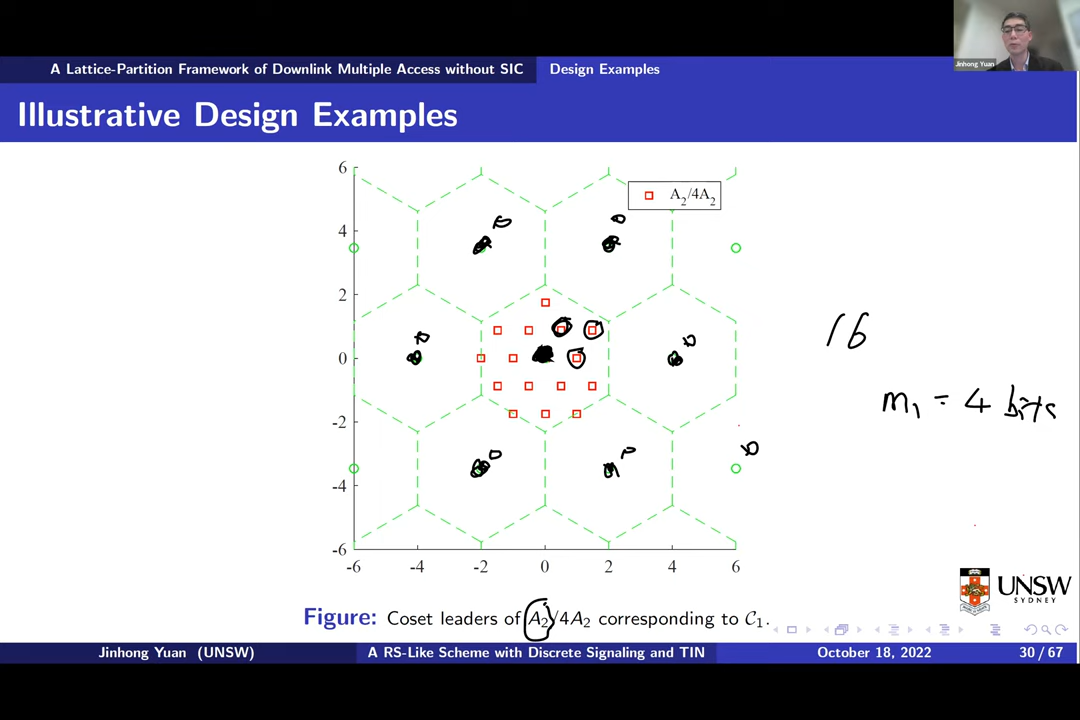 Jinhong Yuan
A Lattice-Partition Framework of Downlink Multiple Access without SIC Design Examples
Illustrative Design Examples
6
4
2
0
-2
-4
-6
-6 -4 -2 0 2 4 6
A₂/4A₂
16
m₁ = 4 bits
Figure: Coset leaders of A₂/4A₂ corresponding to 𝒞₁.
UNSW
SYDNEY
Jinhong Yuan (UNSW) A RS-Like Scheme with Discrete Signaling and TIN October 18, 2022 30 / 67